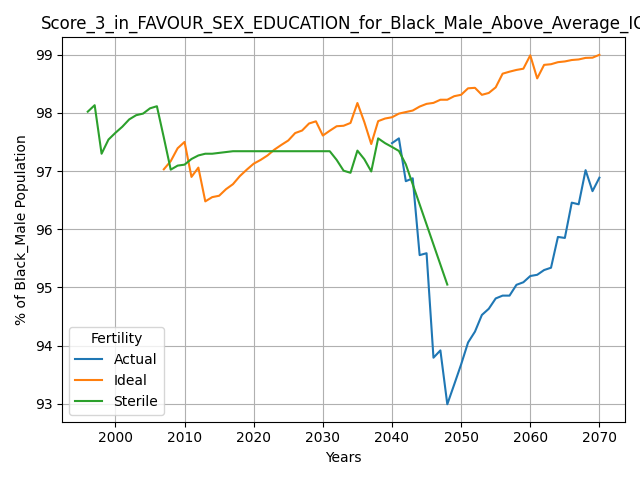 Score_3_in_FAVOUR_SEX_EDUCATION_for_Black_Male_Above_Average_IQ
% of Black_Male Population
99
98
97
96
95
94
93
Fertility
Actual
Ideal
Sterile
2000 2010 2020 2030 2040 2050 2060 2070
Years